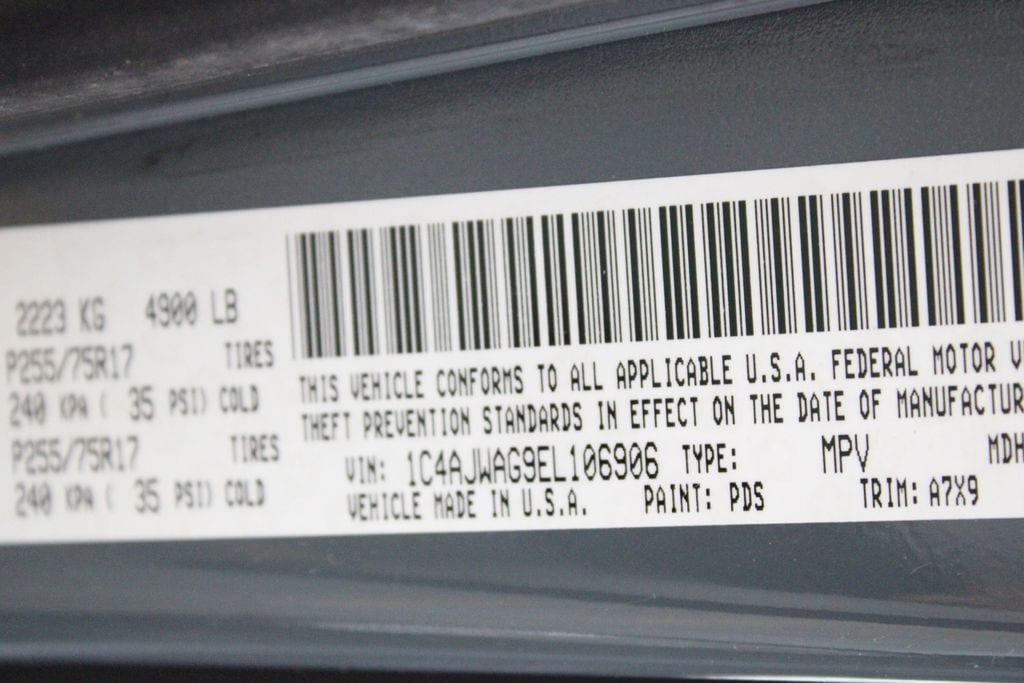 2223 KG 4900 LB
P255/75R17 TIRES
240 KPA ( 35 PSI) COLD
P255/75R17 TIRES
240 KPA ( 35 PSI) COLD
THIS VEHICLE CONFORMS TO ALL APPLICABLE U.S.A. FEDERAL MOTOR V
THEFT PREVENTION STANDARDS IN EFFECT ON THE DATE OF MANUFACTUR
VIN: 1C4AJWAG9EL106906 TYPE: MPV MDH
VEHICLE MADE IN U.S.A. PAINT: PDS TRIM: A7X9